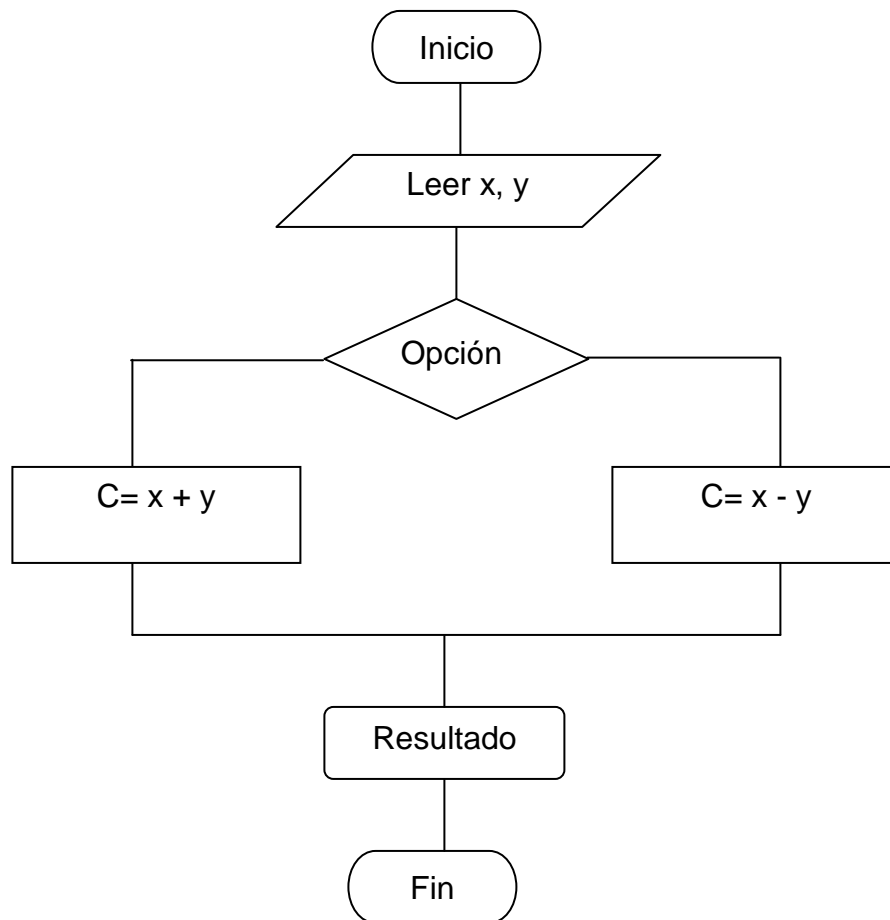 Inicio
Leer x, y
Opción
C= x + y
C= x - y
Resultado
Fin